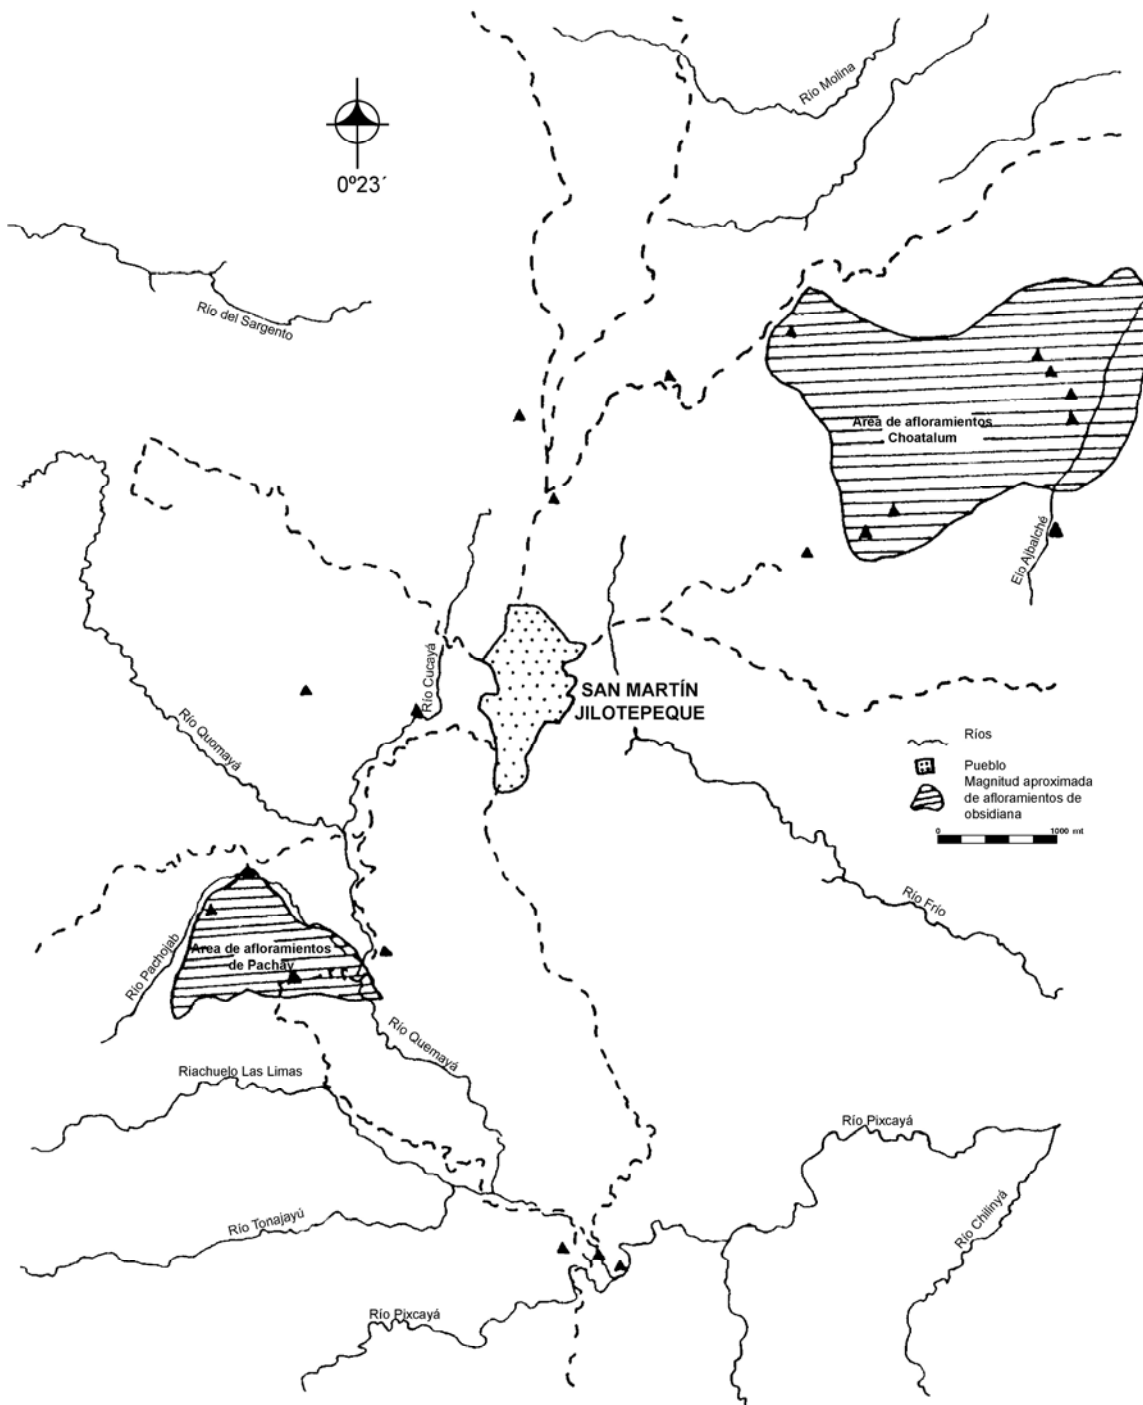 Río Molina
0º23´
Río del Sargento
Area de afloramientos
Choatalum
Elo Ajbalché
Río Cucayá
SAN MARTÍN
JILOTEPEQUE
Río Quomayá
Ríos
Pueblo
Magnitud aproximada
de afloramientos de
obsidiana
0 1000 mt
Río Frío
Area de afloramientos
de Pachay
Río Pachojab
Río Quemayá
Riachuelo Las Limas
Río Pixcayá
Río Tonajayú
Río Chilinyá
Río Pixcayá